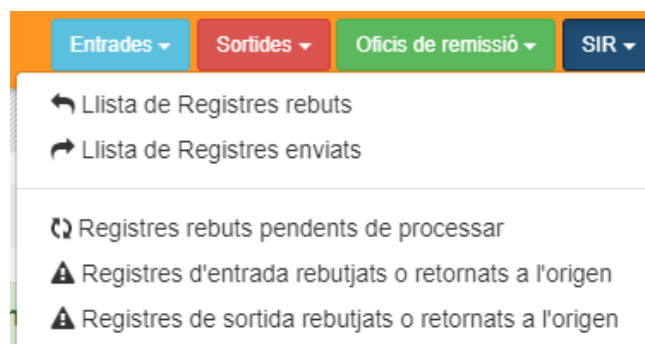 Entrades Sortides Oficis de remissió SIR
Llista de Registres rebuts
Llista de Registres enviats
Registres rebuts pendents de processar
Registres d'entrada rebutjats o retornats a l'origen
Registres de sortida rebutjats o retornats a l'origen